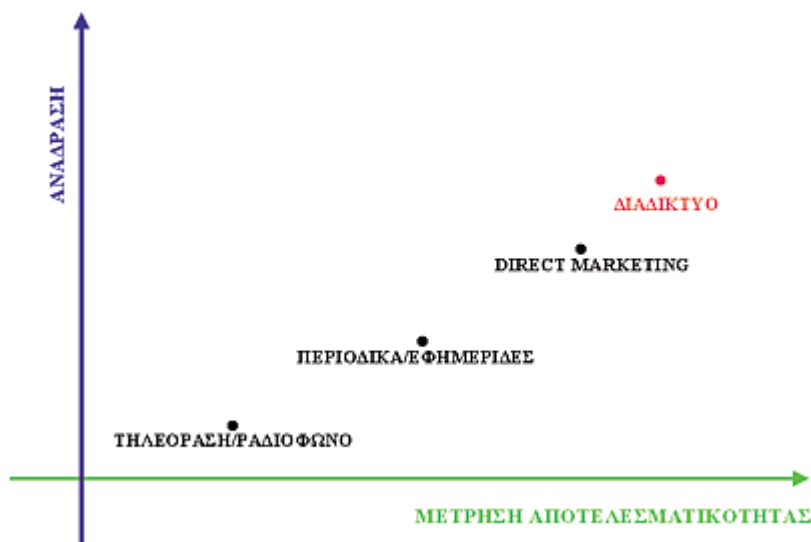 ΑΝΑΔΡΑΣΗ
ΔΙΑΔΙΚΤΥΟ
DIRECT MARKETING
ΠΕΡΙΟΔΙΚΑ/ΕΦΗΜΕΡΙΔΕΣ
ΤΗΛΕΟΡΑΣΗ/ΡΑΔΙΟΦΩΝΟ
ΜΕΤΡΗΣΗ ΑΠΟΤΕΛΕΣΜΑΤΙΚΟΤΗΤΑΣ